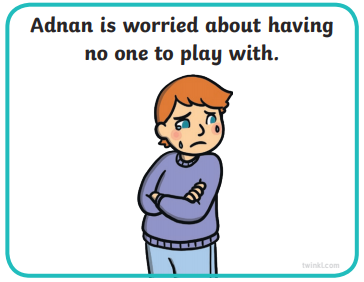 Adnan is worried about having
no one to play with.
twinkl.com